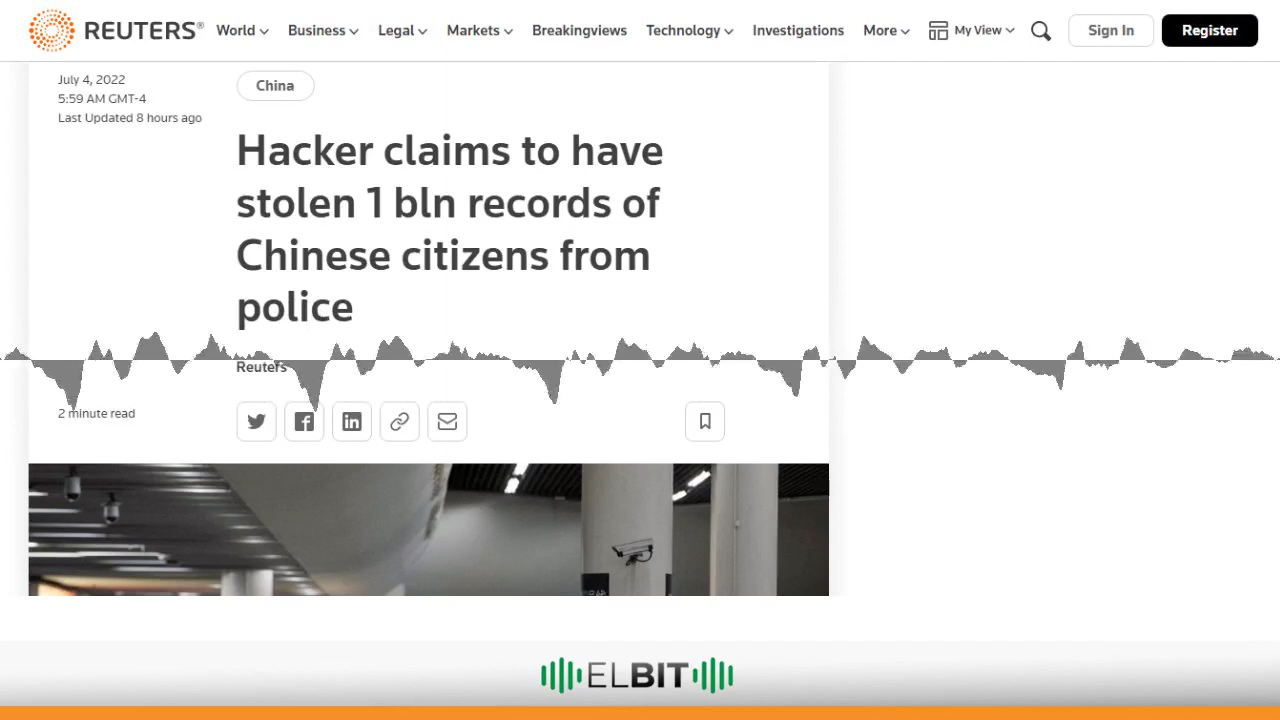 REUTERS®
World
Business
Legal
Markets
Breakingviews
Technology
Investigations
More
My View
Sign In
Register
July 4, 2022
5:59 AM GMT-4
Last Updated 8 hours ago
China
Hacker claims to have
stolen 1 bln records of
Chinese citizens from
police
Reuters
2 minute read
ELBIT